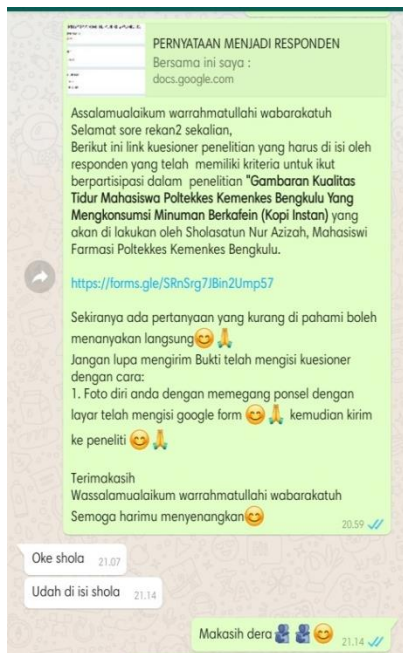 PERNYATAAN MENJADI RESPONDEN
Bersama ini saya :
docs.google.com
Assalamualaikum warrahmatullahi wabarakatuh
Selamat sore rekan2 sekalian,
Berikut ini link kuesioner penelitian yang harus di isi oleh
responden yang telah memiliki kriteria untuk ikut
berpartisipasi dalam penelitian "Gambaran Kualitas
Tidur Mahasiswa Poltekkes Kemenkes Bengkulu Yang
Mengkonsumsi Minuman Berkafein (Kopi Instan) yang
akan di lakukan oleh Sholasatun Nur Azizah, Mahasiswi
Farmasi Poltekkes Kemenkes Bengkulu.
https://forms.gle/SRnSrg7JBin2Ump57
Sekiranya ada pertanyaan yang kurang di pahami boleh
menanyakan langsung😊🙏
Jangan lupa mengirim Bukti telah mengisi kuesioner
dengan cara:
1. Foto diri anda dengan memegang ponsel dengan
layar telah mengisi google form 😊🙏 kemudian kirim
ke peneliti 😊🙏
Terimakasih
Wassalamualaikum warrahmatullahi wabarakatuh
Semoga harimu menyenangkan😊
20.59
Oke shola 21.07
Udah di isi shola 21.14
Makasih dera 🫂🫂😊 21.14